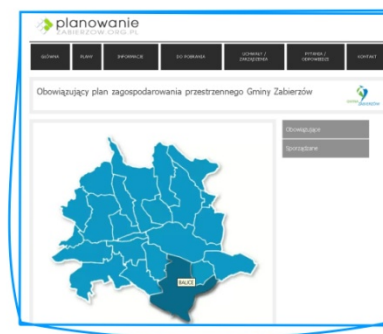 planowanie
ZABIERZOW.ORG.PL
GŁÓWNA
PLANY
INFORMACJE
DO POBRANIA
UCHWAŁY / ZARZĄDZENIA
PYTANIA / ODPOWIEDZI
KONTAKT
Obowiązujący plan zagospodarowania przestrzennego Gminy Zabierzów
Obowiązujące
Sporządzane
BALICE